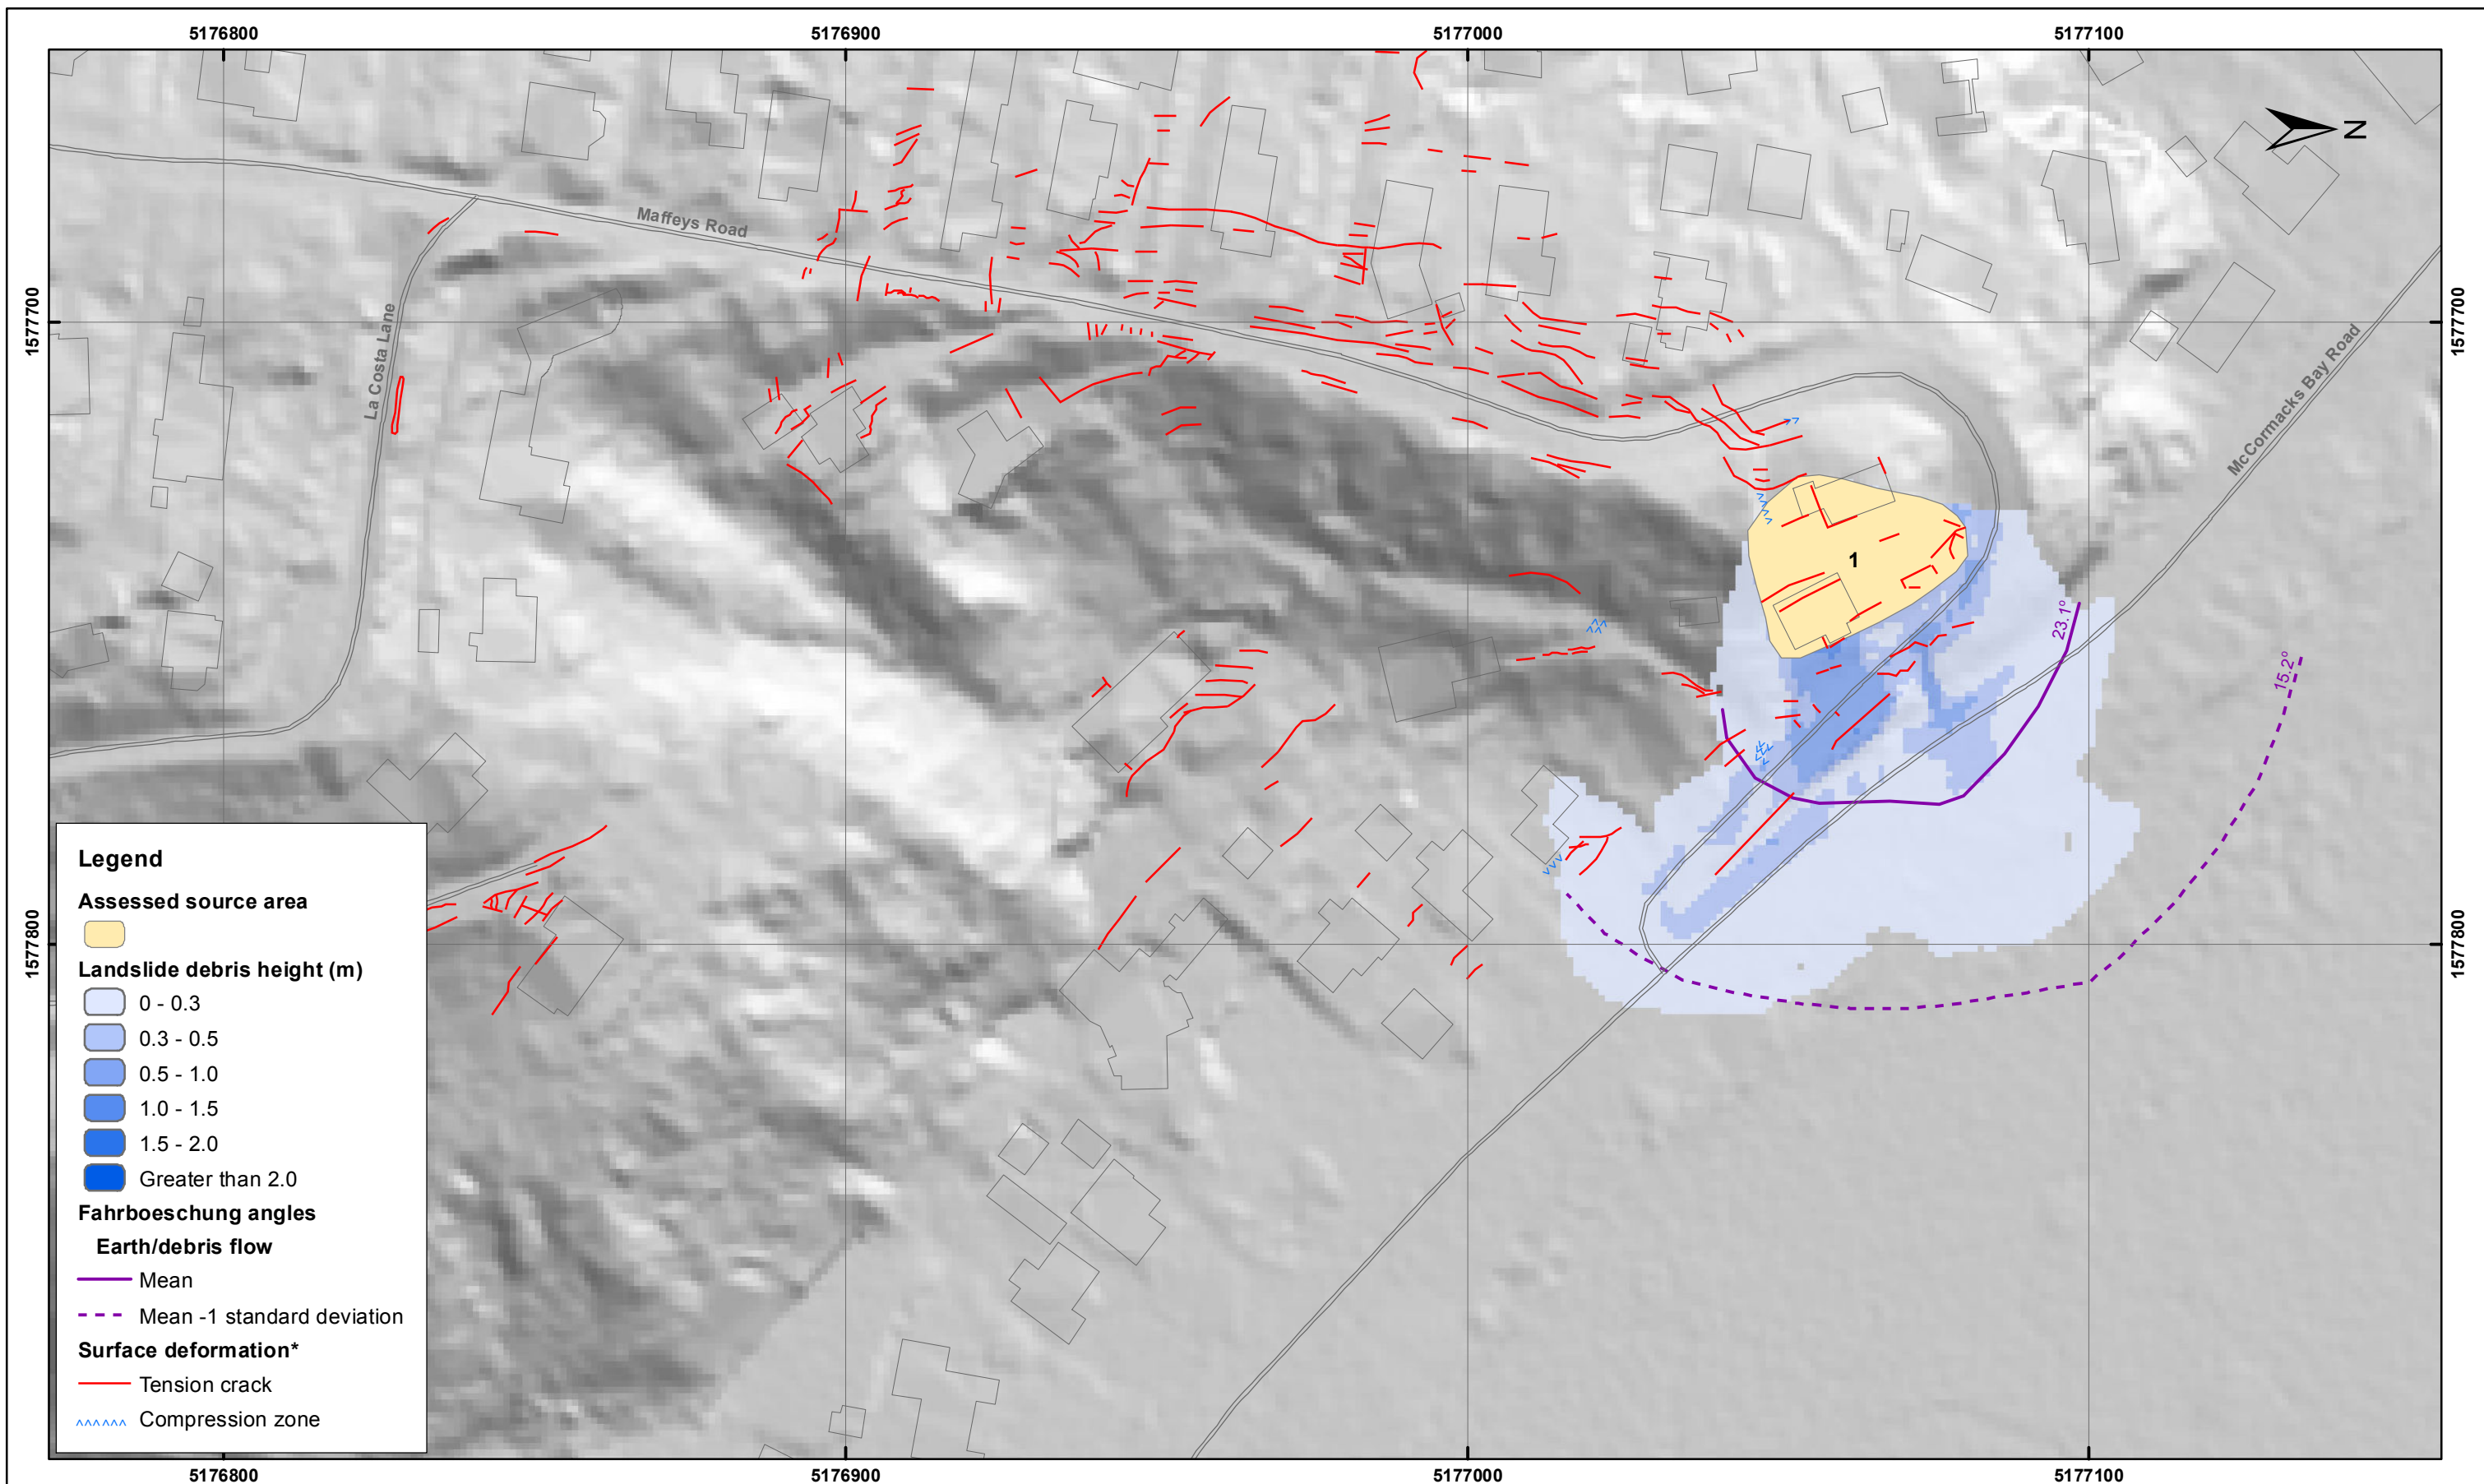 5176800 5176900 5177000 5177100
N
Maffeys Road
La Costa Lane
McCormacks Bay Road
1577700 1577700
1
23.1°
15.2°
1577800 1577800
Legend
Assessed source area
Landslide debris height (m)
0 - 0.3
0.3 - 0.5
0.5 - 1.0
1.0 - 1.5
1.5 - 2.0
Greater than 2.0
Fahrboeschung angles
Earth/debris flow
Mean
Mean -1 standard deviation
Surface deformation*
Tension crack
Compression zone
5176800 5176900 5177000 5177100